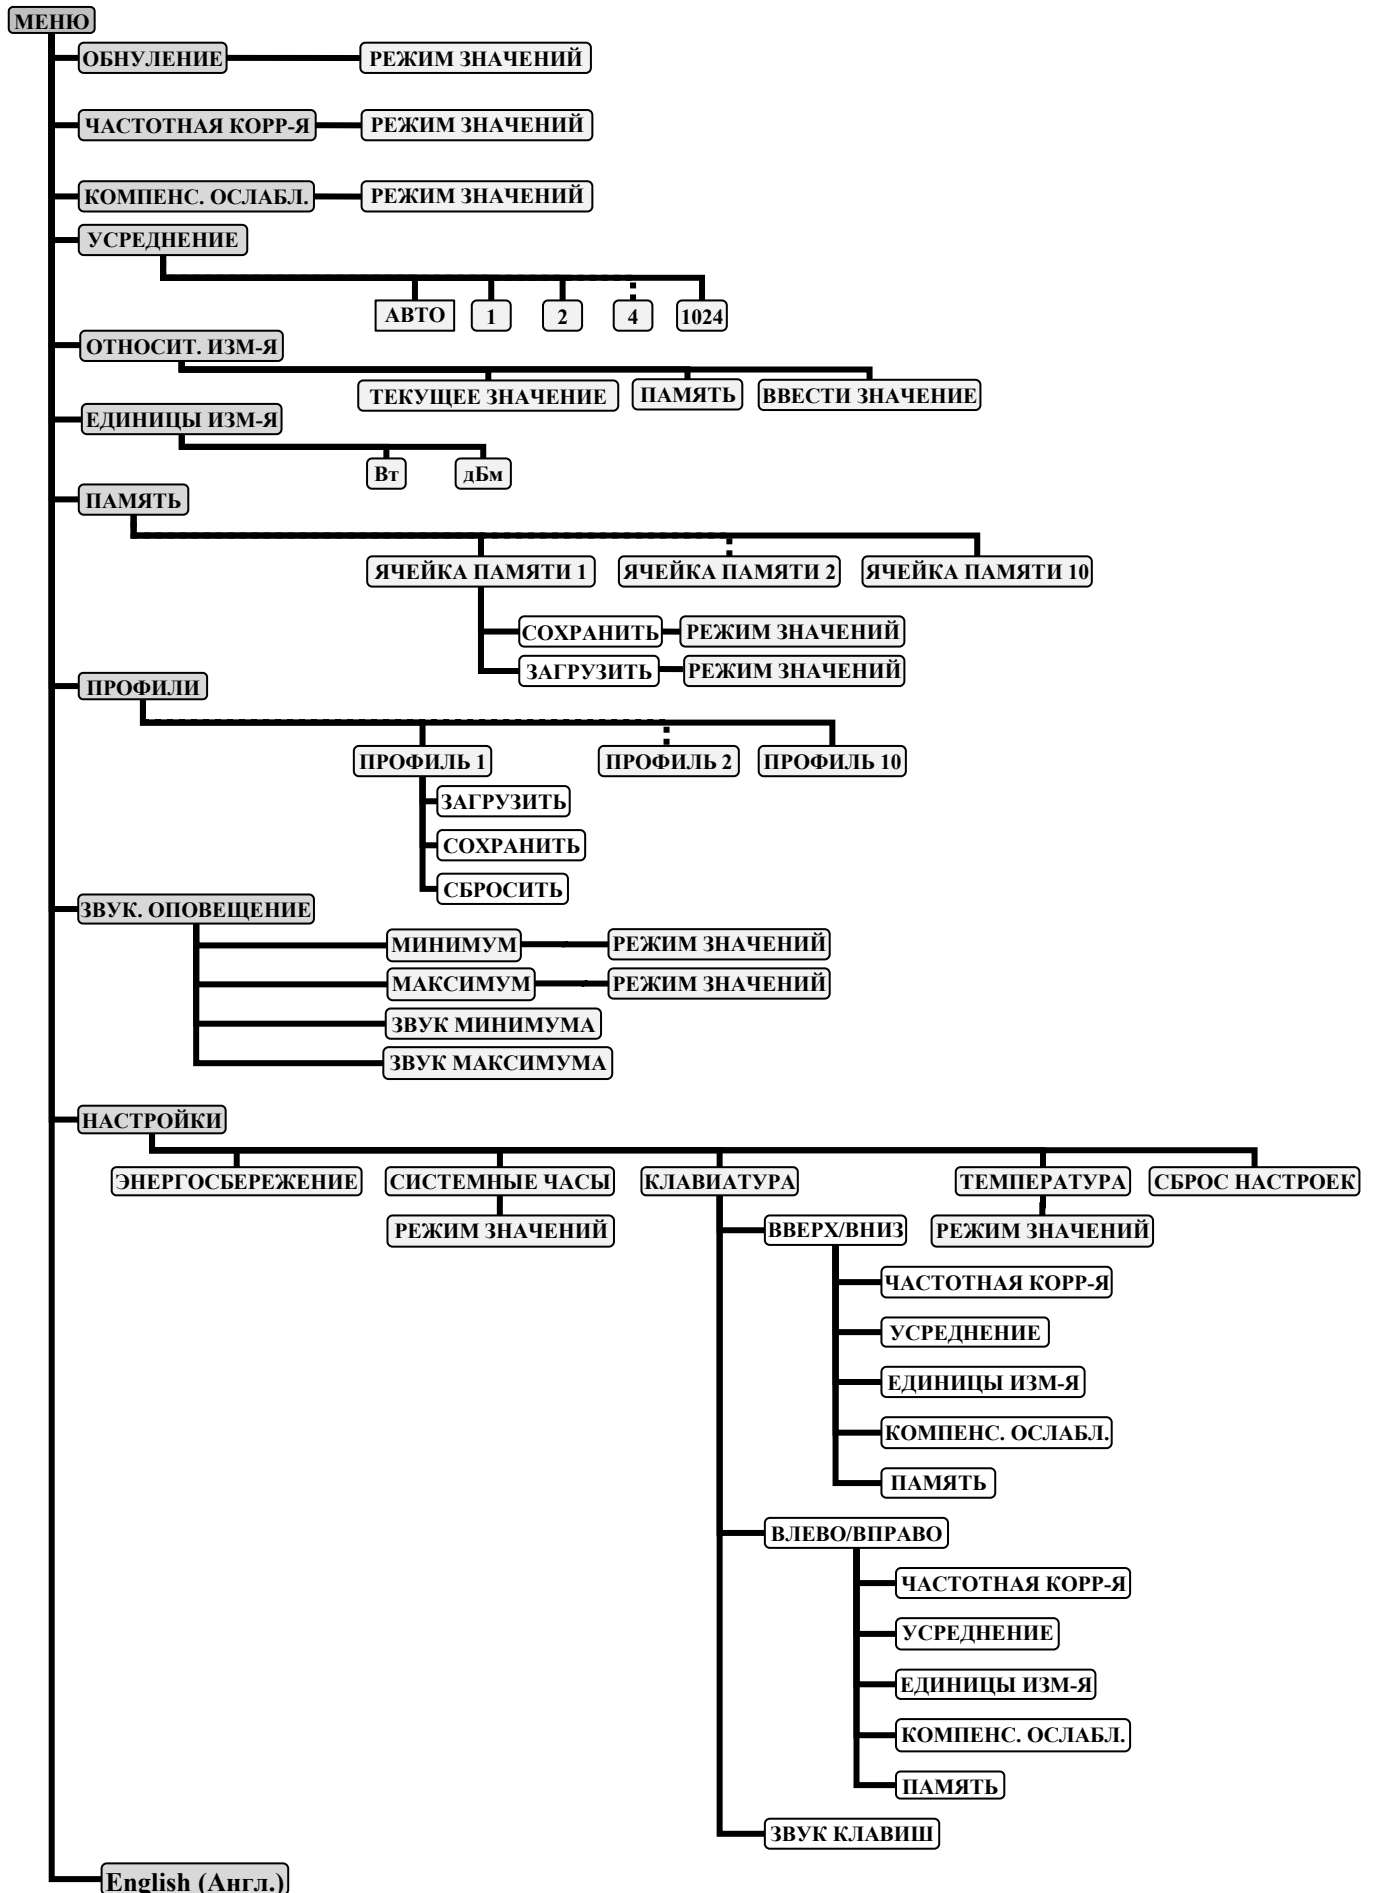 МЕНЮ
ОБНУЛЕНИЕ РЕЖИМ ЗНАЧЕНИЙ
ЧАСТОТНАЯ КОРР-Я РЕЖИМ ЗНАЧЕНИЙ
КОМПЕНС. ОСЛАБЛ. РЕЖИМ ЗНАЧЕНИЙ
УСРЕДНЕНИЕ
АВТО 1 2 4 1024
ОТНОСИТ. ИЗМ-Я
ТЕКУЩЕЕ ЗНАЧЕНИЕ ПАМЯТЬ ВВЕСТИ ЗНАЧЕНИЕ
ЕДИНИЦЫ ИЗМ-Я
Вт дБм
ПАМЯТЬ
ЯЧЕЙКА ПАМЯТИ 1 ЯЧЕЙКА ПАМЯТИ 2 ЯЧЕЙКА ПАМЯТИ 10
СОХРАНИТЬ РЕЖИМ ЗНАЧЕНИЙ
ЗАГРУЗИТЬ РЕЖИМ ЗНАЧЕНИЙ
ПРОФИЛИ
ПРОФИЛЬ 1 ПРОФИЛЬ 2 ПРОФИЛЬ 10
ЗАГРУЗИТЬ
СОХРАНИТЬ
СБРОСИТЬ
ЗВУК. ОПОВЕЩЕНИЕ
МИНИМУМ РЕЖИМ ЗНАЧЕНИЙ
МАКСИМУМ РЕЖИМ ЗНАЧЕНИЙ
ЗВУК МИНИМУМА
ЗВУК МАКСИМУМА
НАСТРОЙКИ
ЭНЕРГОСБЕРЕЖЕНИЕ СИСТЕМНЫЕ ЧАСЫ КЛАВИАТУРА ТЕМПЕРАТУРА СБРОС НАСТРОЕК
РЕЖИМ ЗНАЧЕНИЙ ВВЕРХ/ВНИЗ РЕЖИМ ЗНАЧЕНИЙ
ЧАСТОТНАЯ КОРР-Я
УСРЕДНЕНИЕ
ЕДИНИЦЫ ИЗМ-Я
КОМПЕНС. ОСЛАБЛ.
ПАМЯТЬ
ВЛЕВО/ВПРАВО
ЧАСТОТНАЯ КОРР-Я
УСРЕДНЕНИЕ
ЕДИНИЦЫ ИЗМ-Я
КОМПЕНС. ОСЛАБЛ.
ПАМЯТЬ
ЗВУК КЛАВИШ
English (Англ.)